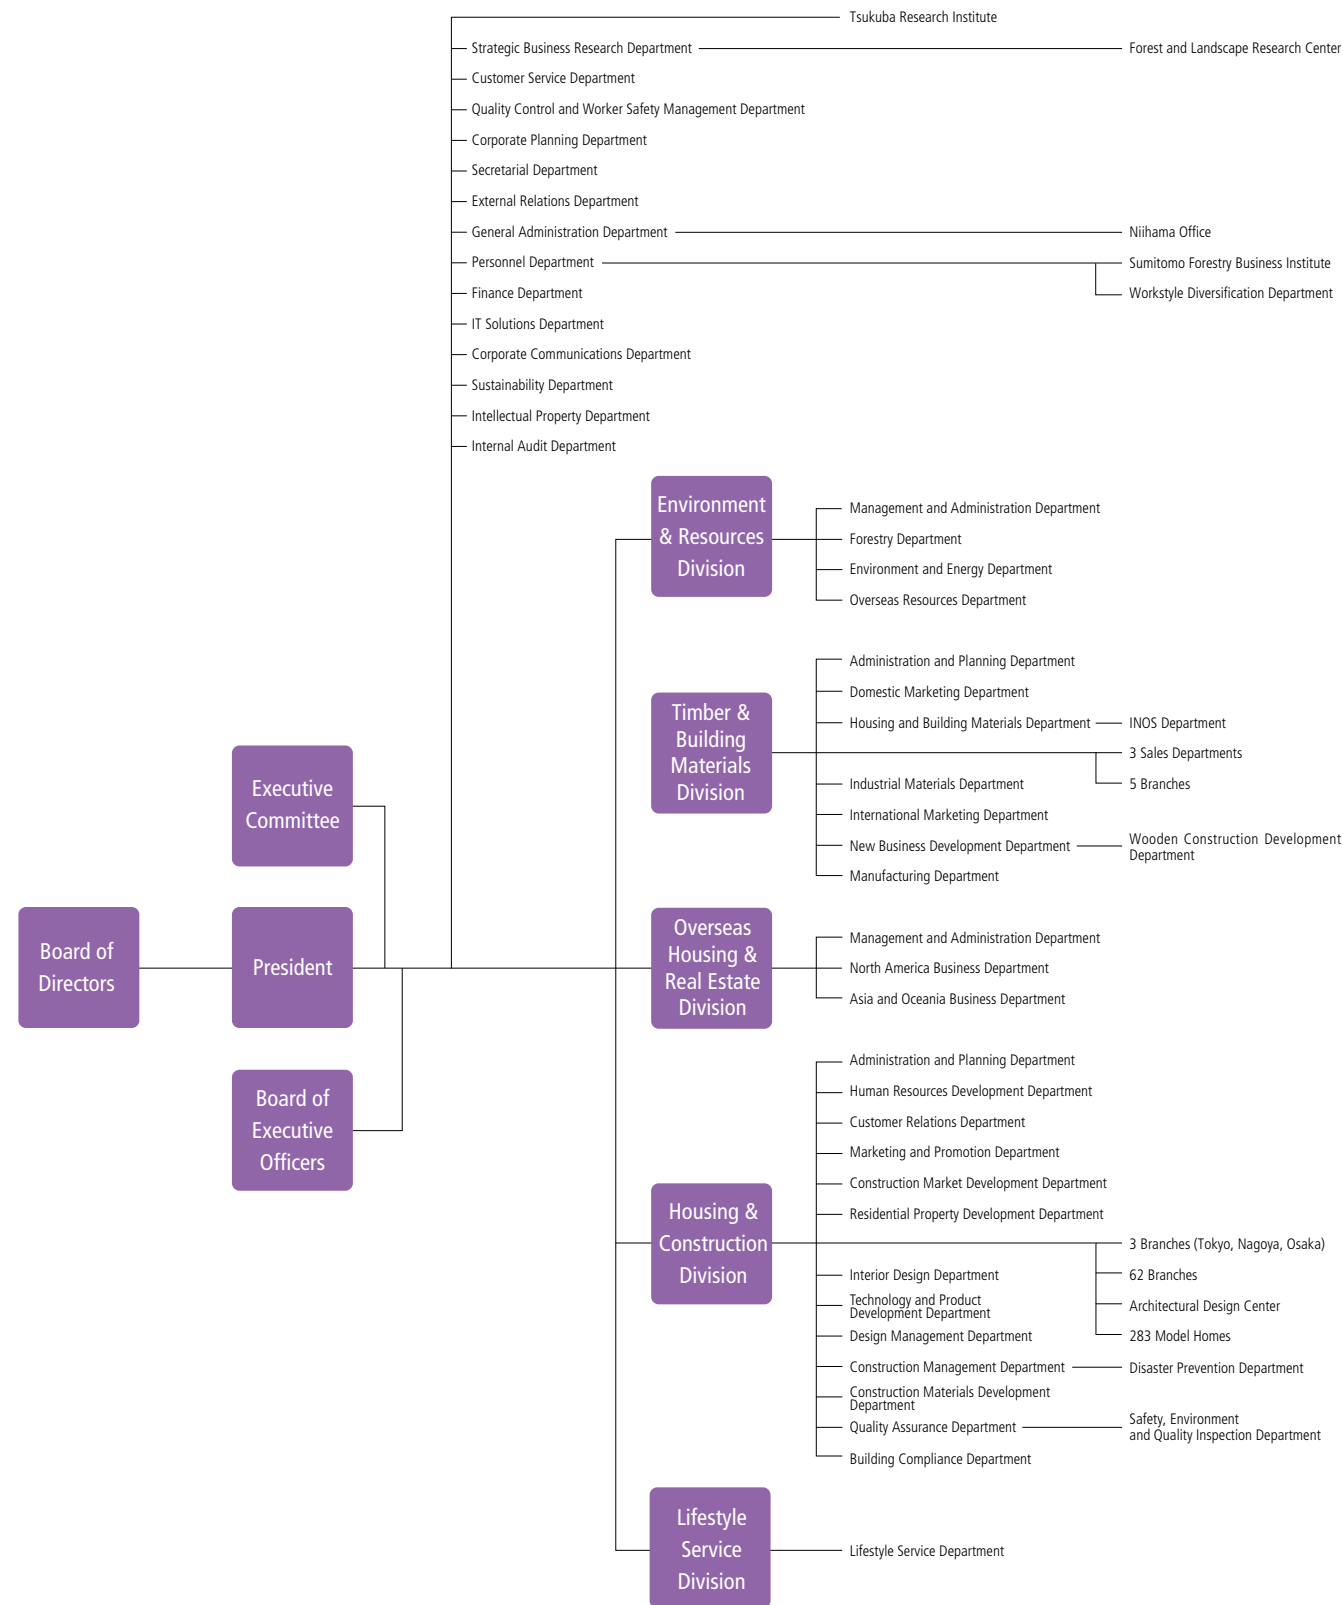 Tsukuba Research Institute
Strategic Business Research Department
Forest and Landscape Research Center
Customer Service Department
Quality Control and Worker Safety Management Department
Corporate Planning Department
Secretarial Department
External Relations Department
General Administration Department
Niihama Office
Personnel Department
Sumitomo Forestry Business Institute
Workstyle Diversification Department
Finance Department
IT Solutions Department
Corporate Communications Department
Sustainability Department
Intellectual Property Department
Internal Audit Department
Environment
& Resources
Division
Management and Administration Department
Forestry Department
Environment and Energy Department
Overseas Resources Department
Timber &
Building
Materials
Division
Administration and Planning Department
Domestic Marketing Department
Housing and Building Materials Department
INOS Department
3 Sales Departments
5 Branches
Industrial Materials Department
International Marketing Department
New Business Development Department
Wooden Construction Development
Department
Manufacturing Department
Executive
Committee
Board of
Directors
President
Board of
Executive
Officers
Overseas
Housing &
Real Estate
Division
Management and Administration Department
North America Business Department
Asia and Oceania Business Department
Housing &
Construction
Division
Administration and Planning Department
Human Resources Development Department
Customer Relations Department
Marketing and Promotion Department
Construction Market Development Department
Residential Property Development Department
3 Branches (Tokyo, Nagoya, Osaka)
62 Branches
Architectural Design Center
283 Model Homes
Interior Design Department
Technology and Product
Development Department
Design Management Department
Construction Management Department
Disaster Prevention Department
Construction Materials Development
Department
Quality Assurance Department
Safety, Environment
and Quality Inspection Department
Building Compliance Department
Lifestyle
Service
Division
Lifestyle Service Department